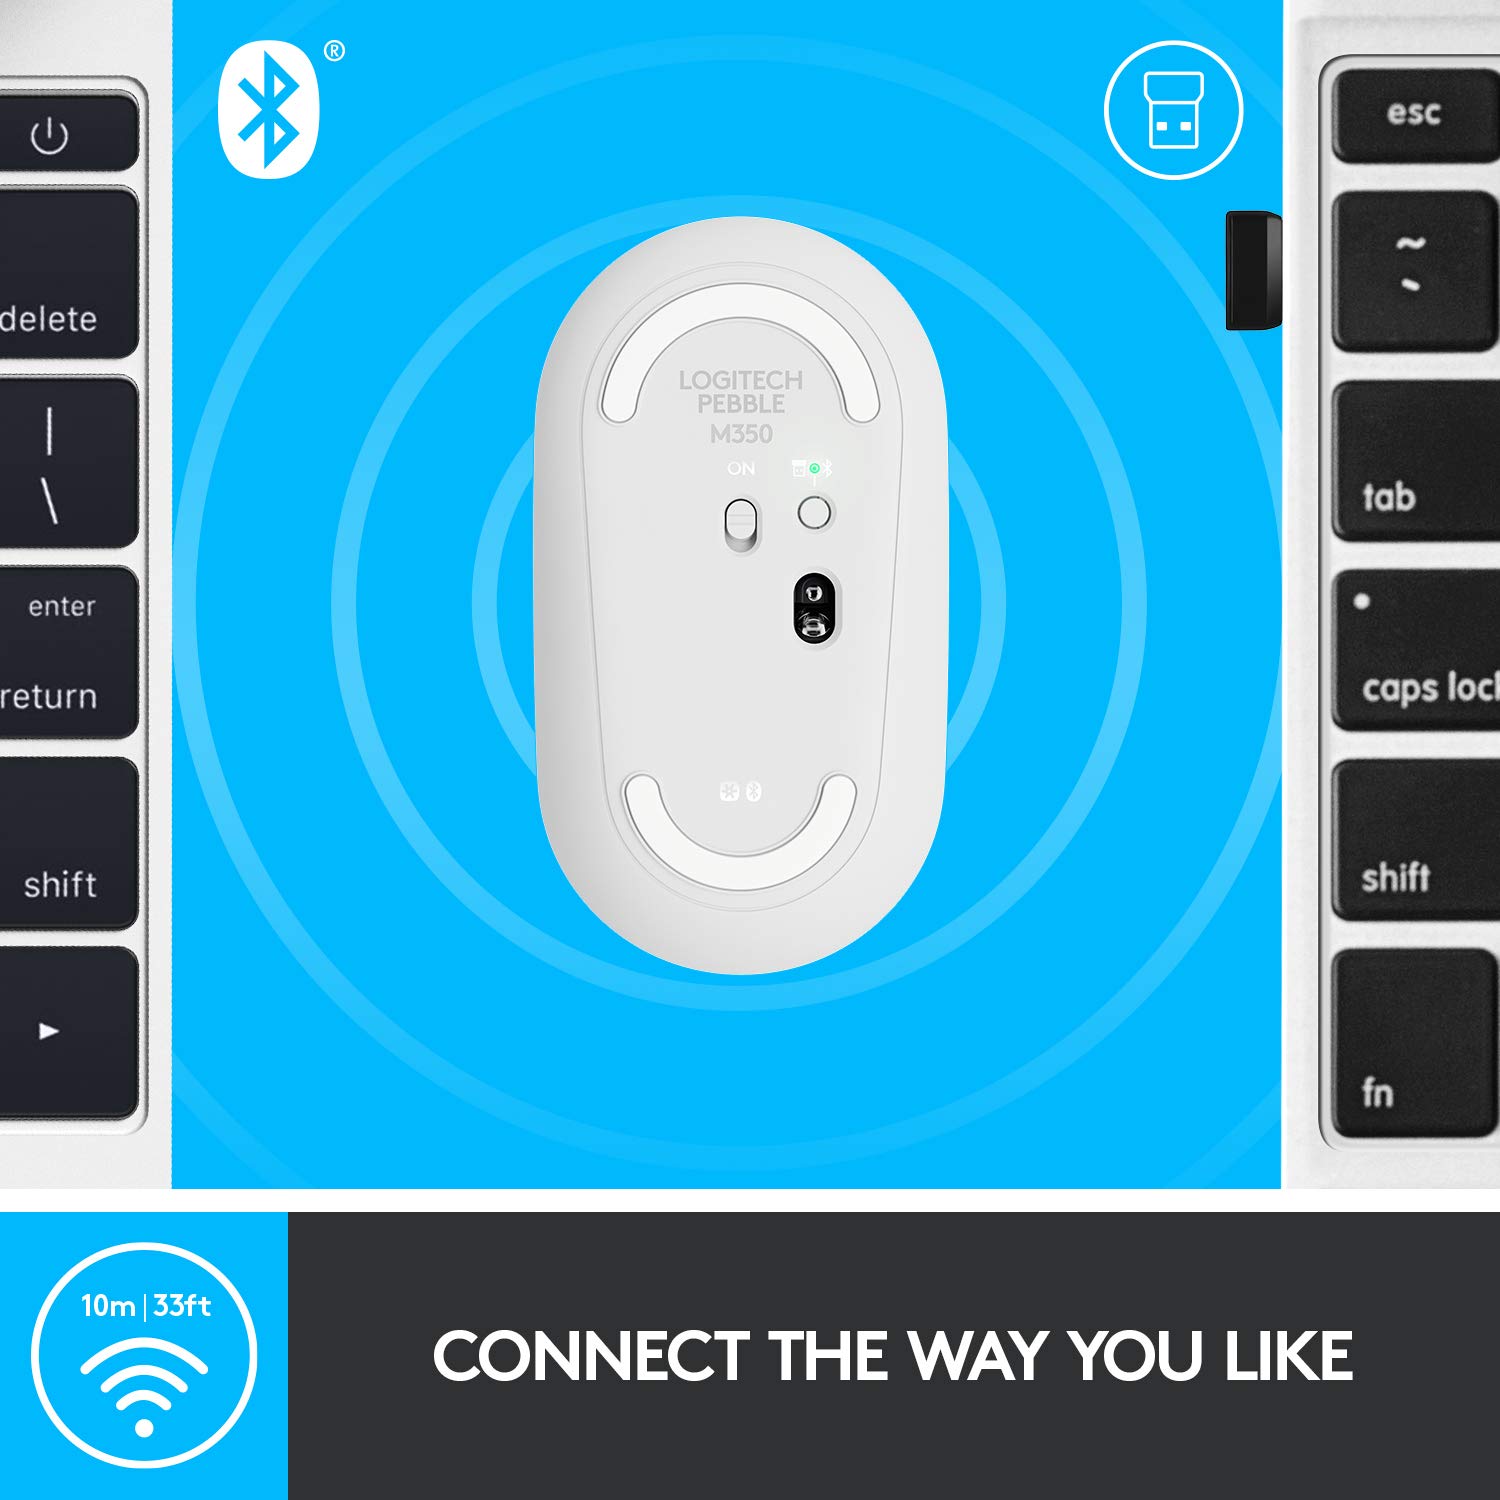 ®
delete
|
\
enter
return
shift
esc
~
`
tab
caps loc
shift
fn
LOGITECH
PEBBLE
M350
ON
10m | 33ft
CONNECT THE WAY YOU LIKE